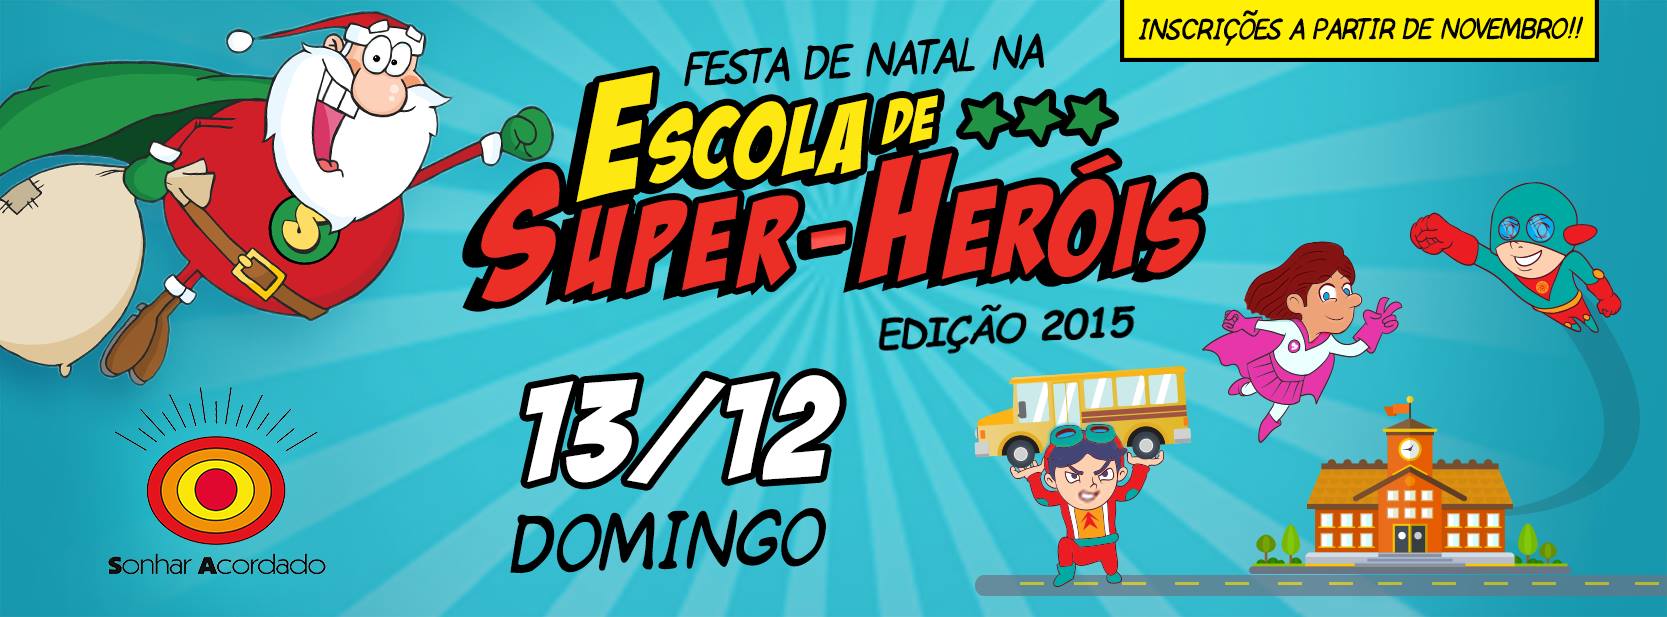 INSCRIÇÕES A PARTIR DE NOVEMBRO!!
FESTA DE NATAL NA
ESCOLA DE
SUPER-HERÓIS
EDIÇÃO 2015
13/12
DOMINGO
S
Sonhar Acordado